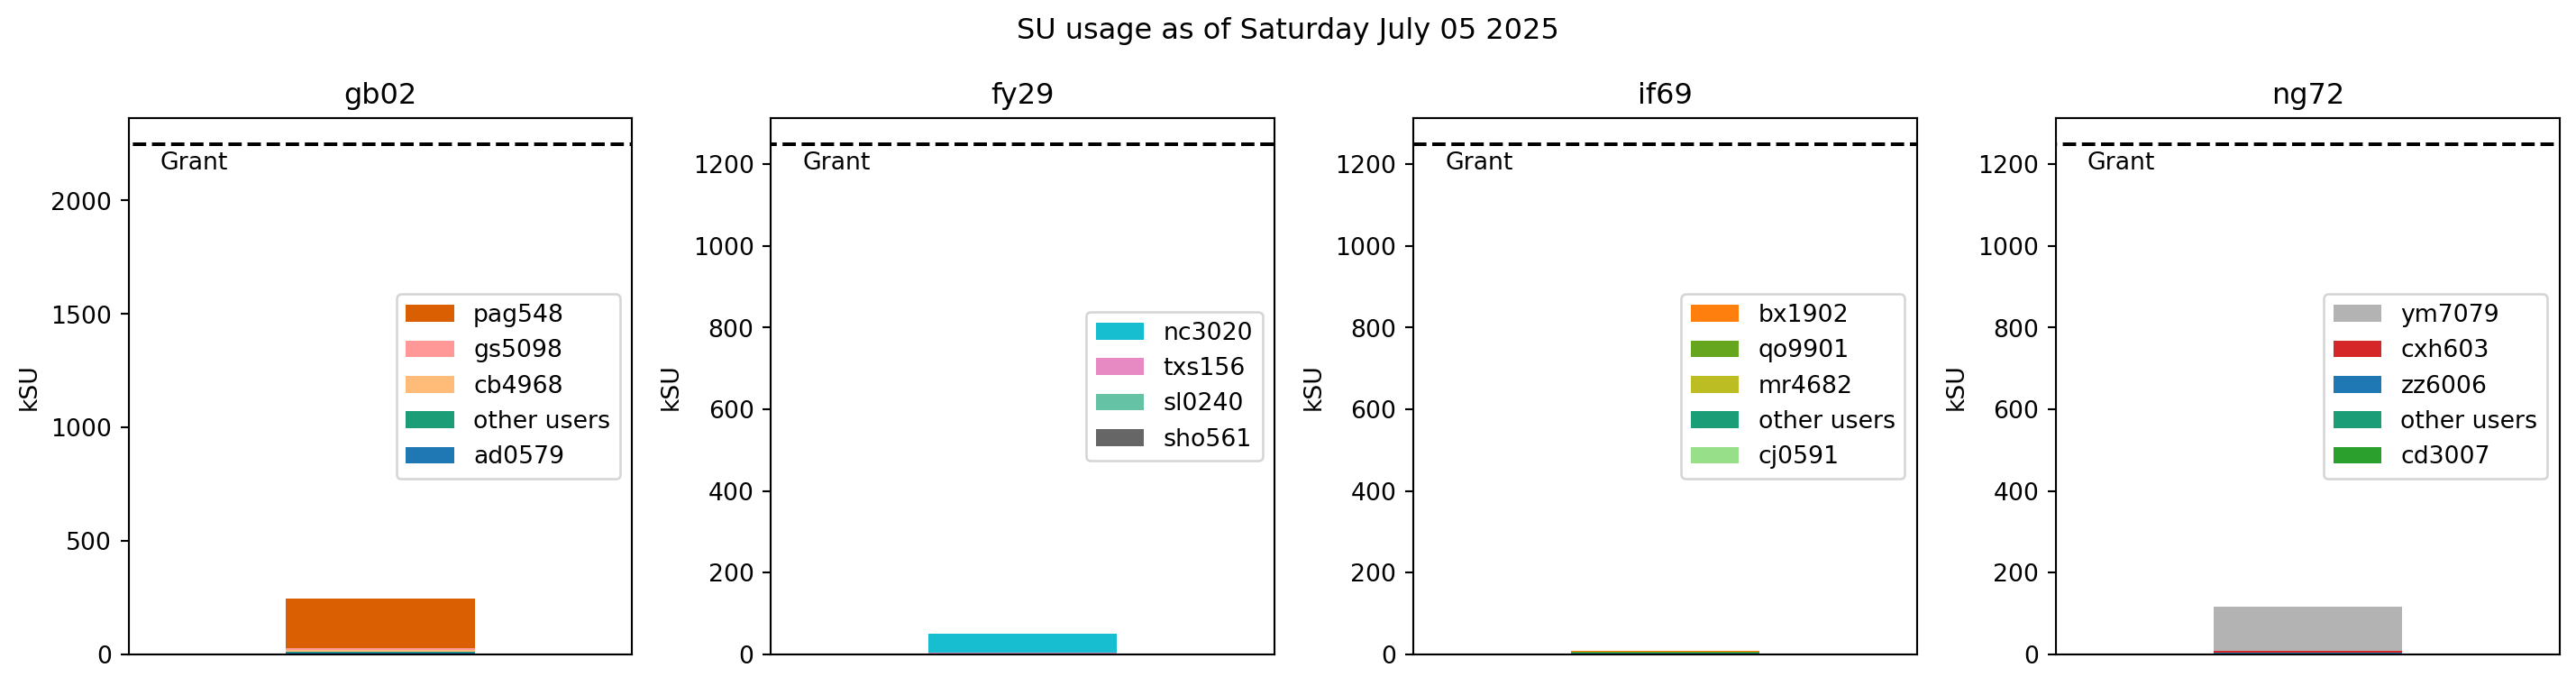 SU usage as of Saturday July 05 2025
gb02
kSU
2000
1500
1000
500
0
Grant
pag548
gs5098
cb4968
other users
ad0579
fy29
kSU
1200
1000
800
600
400
200
0
Grant
nc3020
txs156
sl0240
sho561
if69
kSU
1200
1000
800
600
400
200
0
Grant
bx1902
qo9901
mr4682
other users
cj0591
ng72
kSU
1200
1000
800
600
400
200
0
Grant
ym7079
cxh603
zz6006
other users
cd3007